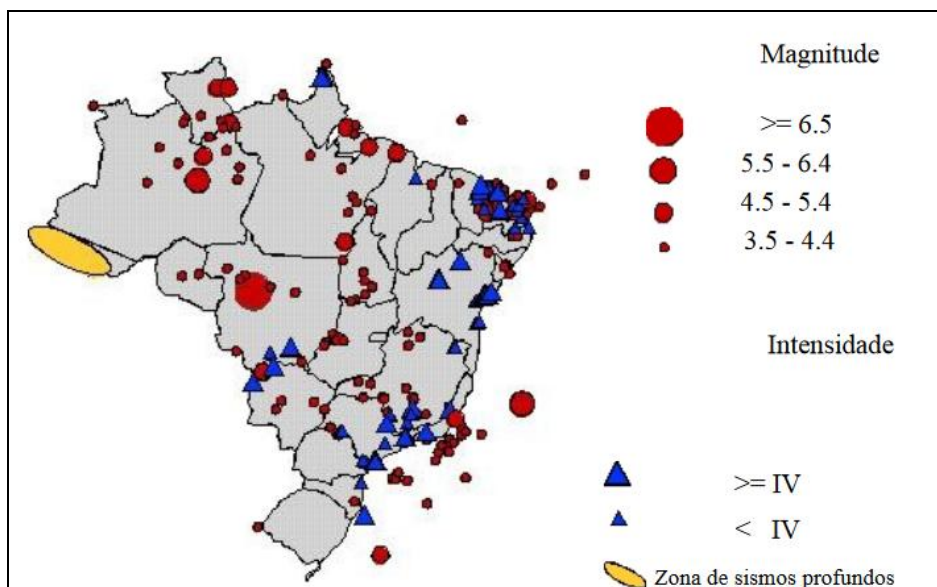 Magnitude
>= 6.5
5.5 - 6.4
4.5 - 5.4
3.5 - 4.4
Intensidade
>= IV
< IV
Zona de sismos profundos